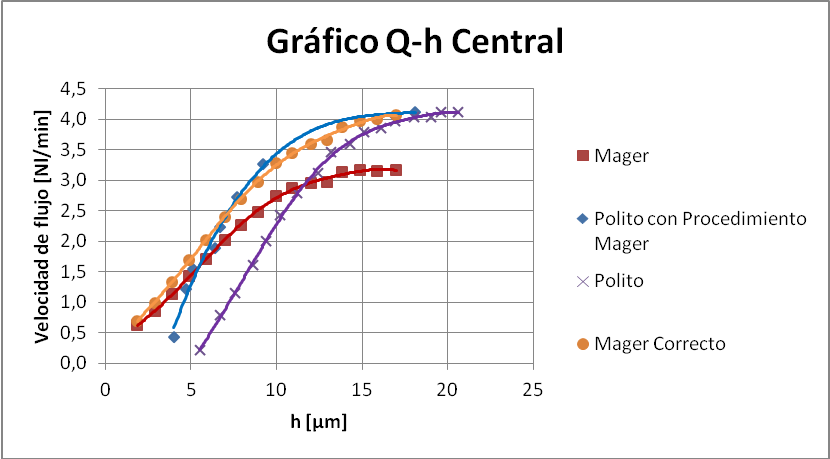 Gráfico Q-h Central
Velocidad de flujo [Nl/min]
4,5
4,0
3,5
3,0
2,5
2,0
1,5
1,0
0,5
0,0
0 5 10 15 20 25
h [µm]
Mager
Polito con Procedimiento
Mager
Polito
Mager Correcto